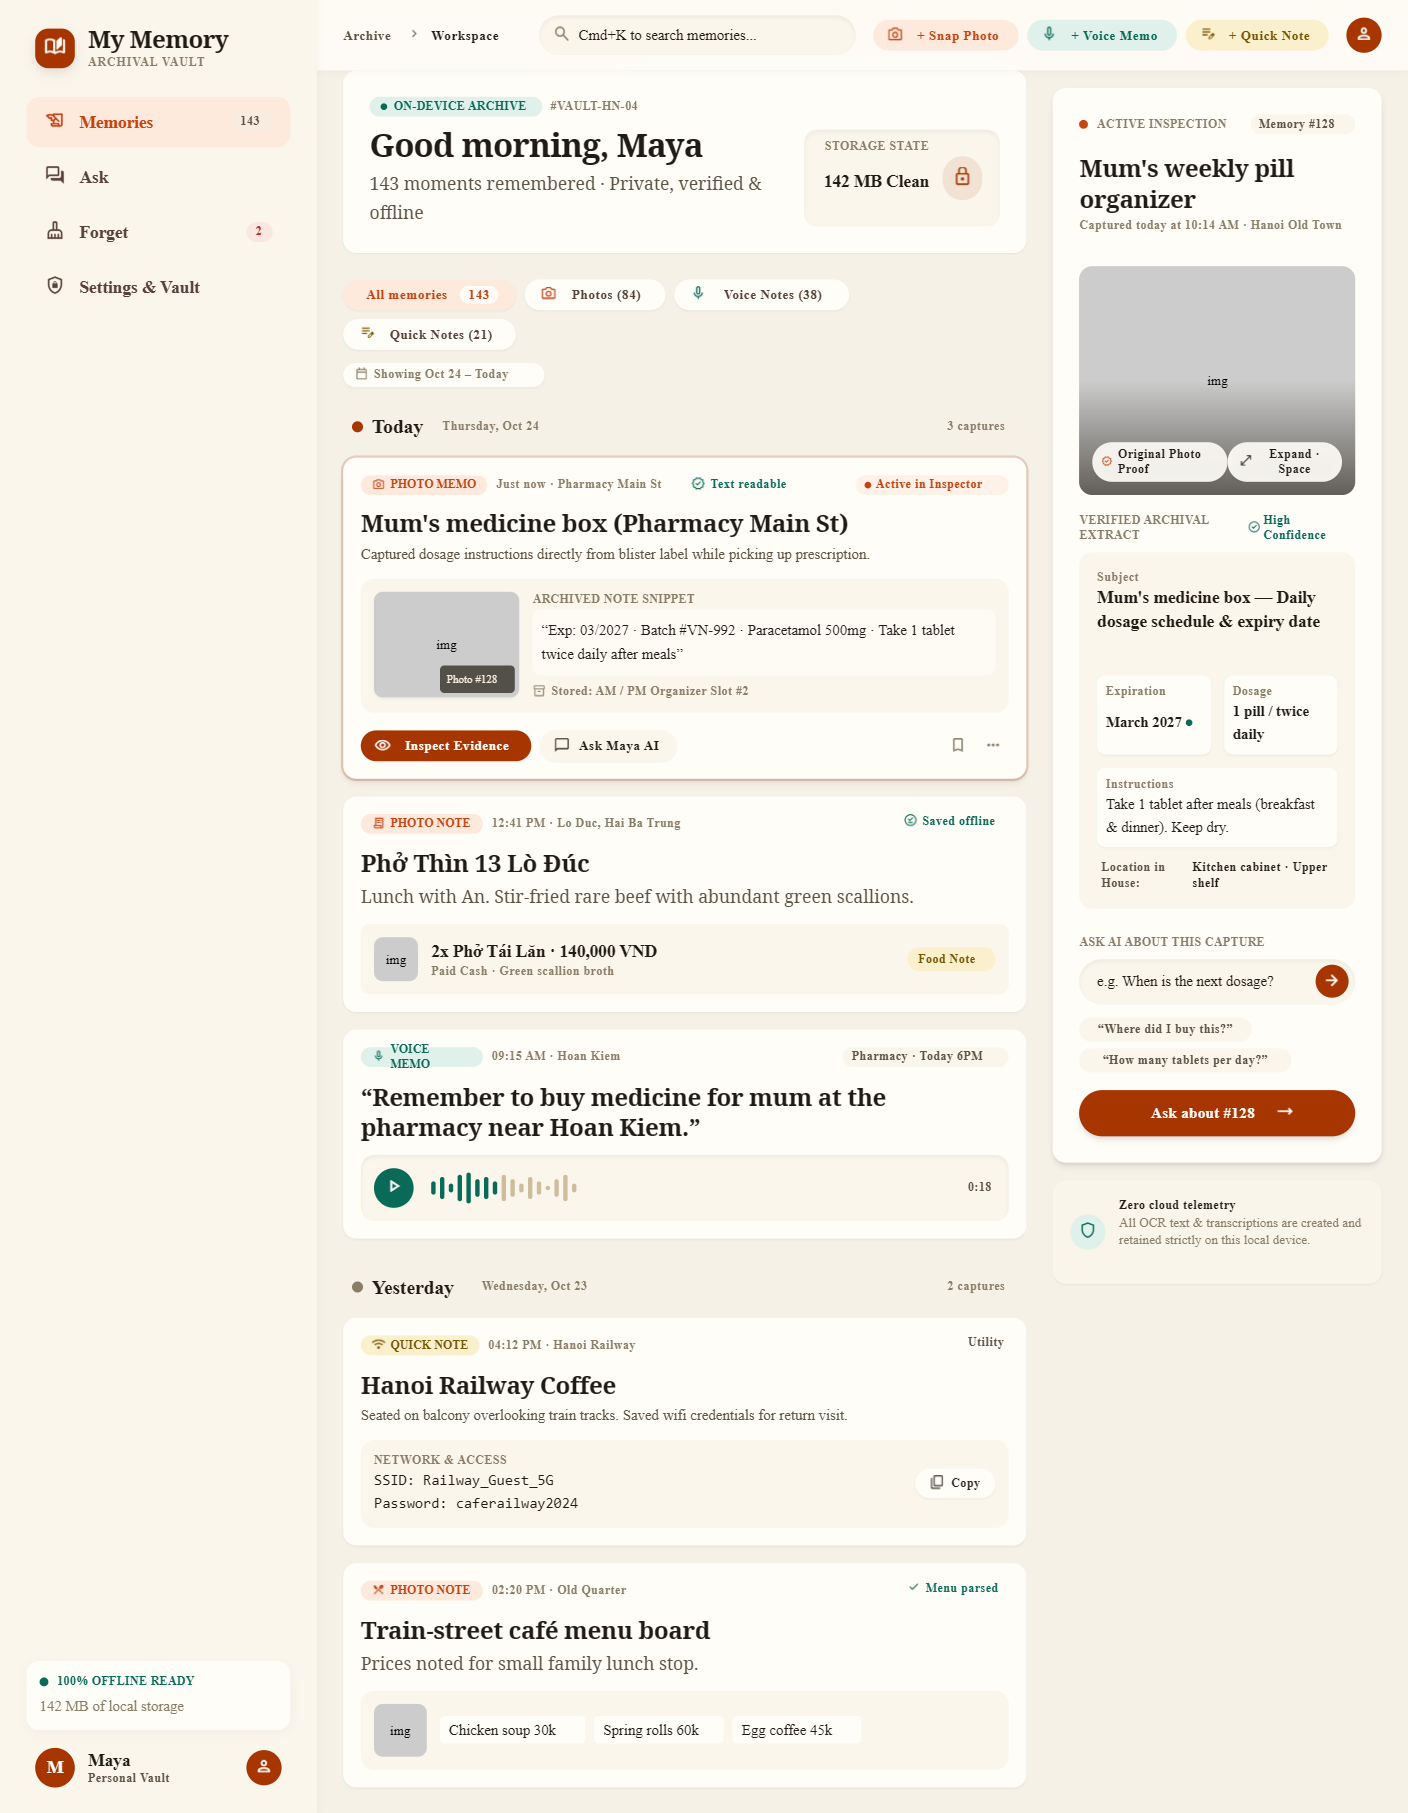 My Memory
ARCHIVAL VAULT
Memories
143
Ask
Forget
2
Settings & Vault
100% OFFLINE READY
142 MB of local storage
M
Maya
Personal Vault
Archive
Workspace
Cmd+K to search memories...
+ Snap Photo
+ Voice Memo
+ Quick Note
ON-DEVICE ARCHIVE
#VAULT-HN-04
Good morning, Maya
143 moments remembered · Private, verified &
offline
STORAGE STATE
142 MB Clean
All memories
143
Photos (84)
Voice Notes (38)
Quick Notes (21)
Showing Oct 24 – Today
Today
Thursday, Oct 24
3 captures
PHOTO MEMO
Just now · Pharmacy Main St
Text readable
Active in Inspector
Mum's medicine box (Pharmacy Main St)
Captured dosage instructions directly from blister label while picking up prescription.
img
Photo #128
ARCHIVED NOTE SNIPPET
“Exp: 03/2027 · Batch #VN-992 · Paracetamol 500mg · Take 1 tablet
twice daily after meals”
Stored: AM / PM Organizer Slot #2
Inspect Evidence
Ask Maya AI
PHOTO NOTE
12:41 PM · Lo Duc, Hai Ba Trung
Saved offline
Phở Thìn 13 Lò Đúc
Lunch with An. Stir-fried rare beef with abundant green scallions.
img
2x Phở Tái Lăn · 140,000 VND
Paid Cash · Green scallion broth
Food Note
VOICE
MEMO
09:15 AM · Hoan Kiem
Pharmacy · Today 6PM
“Remember to buy medicine for mum at the
pharmacy near Hoan Kiem.”
0:18
Yesterday
Wednesday, Oct 23
2 captures
QUICK NOTE
04:12 PM · Hanoi Railway
Utility
Hanoi Railway Coffee
Seated on balcony overlooking train tracks. Saved wifi credentials for return visit.
NETWORK & ACCESS
SSID: Railway_Guest_5G
Password: caferailway2024
Copy
PHOTO NOTE
02:20 PM · Old Quarter
Menu parsed
Train-street café menu board
Prices noted for small family lunch stop.
img
Chicken soup 30k
Spring rolls 60k
Egg coffee 45k
ACTIVE INSPECTION
Memory #128
Mum's weekly pill
organizer
Captured today at 10:14 AM · Hanoi Old Town
img
Original Photo
Proof
Expand ·
Space
VERIFIED ARCHIVAL
EXTRACT
High
Confidence
Subject
Mum's medicine box — Daily
dosage schedule & expiry date
Expiration
March 2027
Dosage
1 pill / twice
daily
Instructions
Take 1 tablet after meals (breakfast
& dinner). Keep dry.
Location in
House:
Kitchen cabinet · Upper
shelf
ASK AI ABOUT THIS CAPTURE
e.g. When is the next dosage?
“Where did I buy this?”
“How many tablets per day?”
Ask about #128
Zero cloud telemetry
All OCR text & transcriptions are created and
retained strictly on this local device.